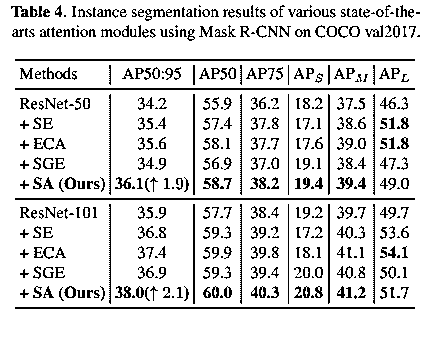 Table 4. Instance segmentation results of various state-of-the-
arts attention modules using Mask R-CNN on COCO val2017.
Methods | AP50:95 | AP50 | AP75 | APS | APM | APL
ResNet-50 34.2 55.9 36.2 18.2 37.5 46.3
+ SE 35.4 57.4 37.8 17.1 38.6 51.8
+ ECA 35.6 58.1 37.7 17.6 39.0 51.8
+ SGE 34.9 56.9 37.0 19.1 38.4 47.3
+ SA (Ours) 36.1(↑ 1.9) 58.7 38.2 19.4 39.4 49.0
ResNet-101 35.9 57.7 38.4 19.2 39.7 49.7
+ SE 36.8 59.3 39.2 17.2 40.3 53.6
+ ECA 37.4 59.9 39.8 18.1 41.1 54.1
+ SGE 36.9 59.3 39.4 20.0 40.8 50.1
+ SA (Ours) 38.0(↑ 2.1) 60.0 40.3 20.8 41.2 51.7